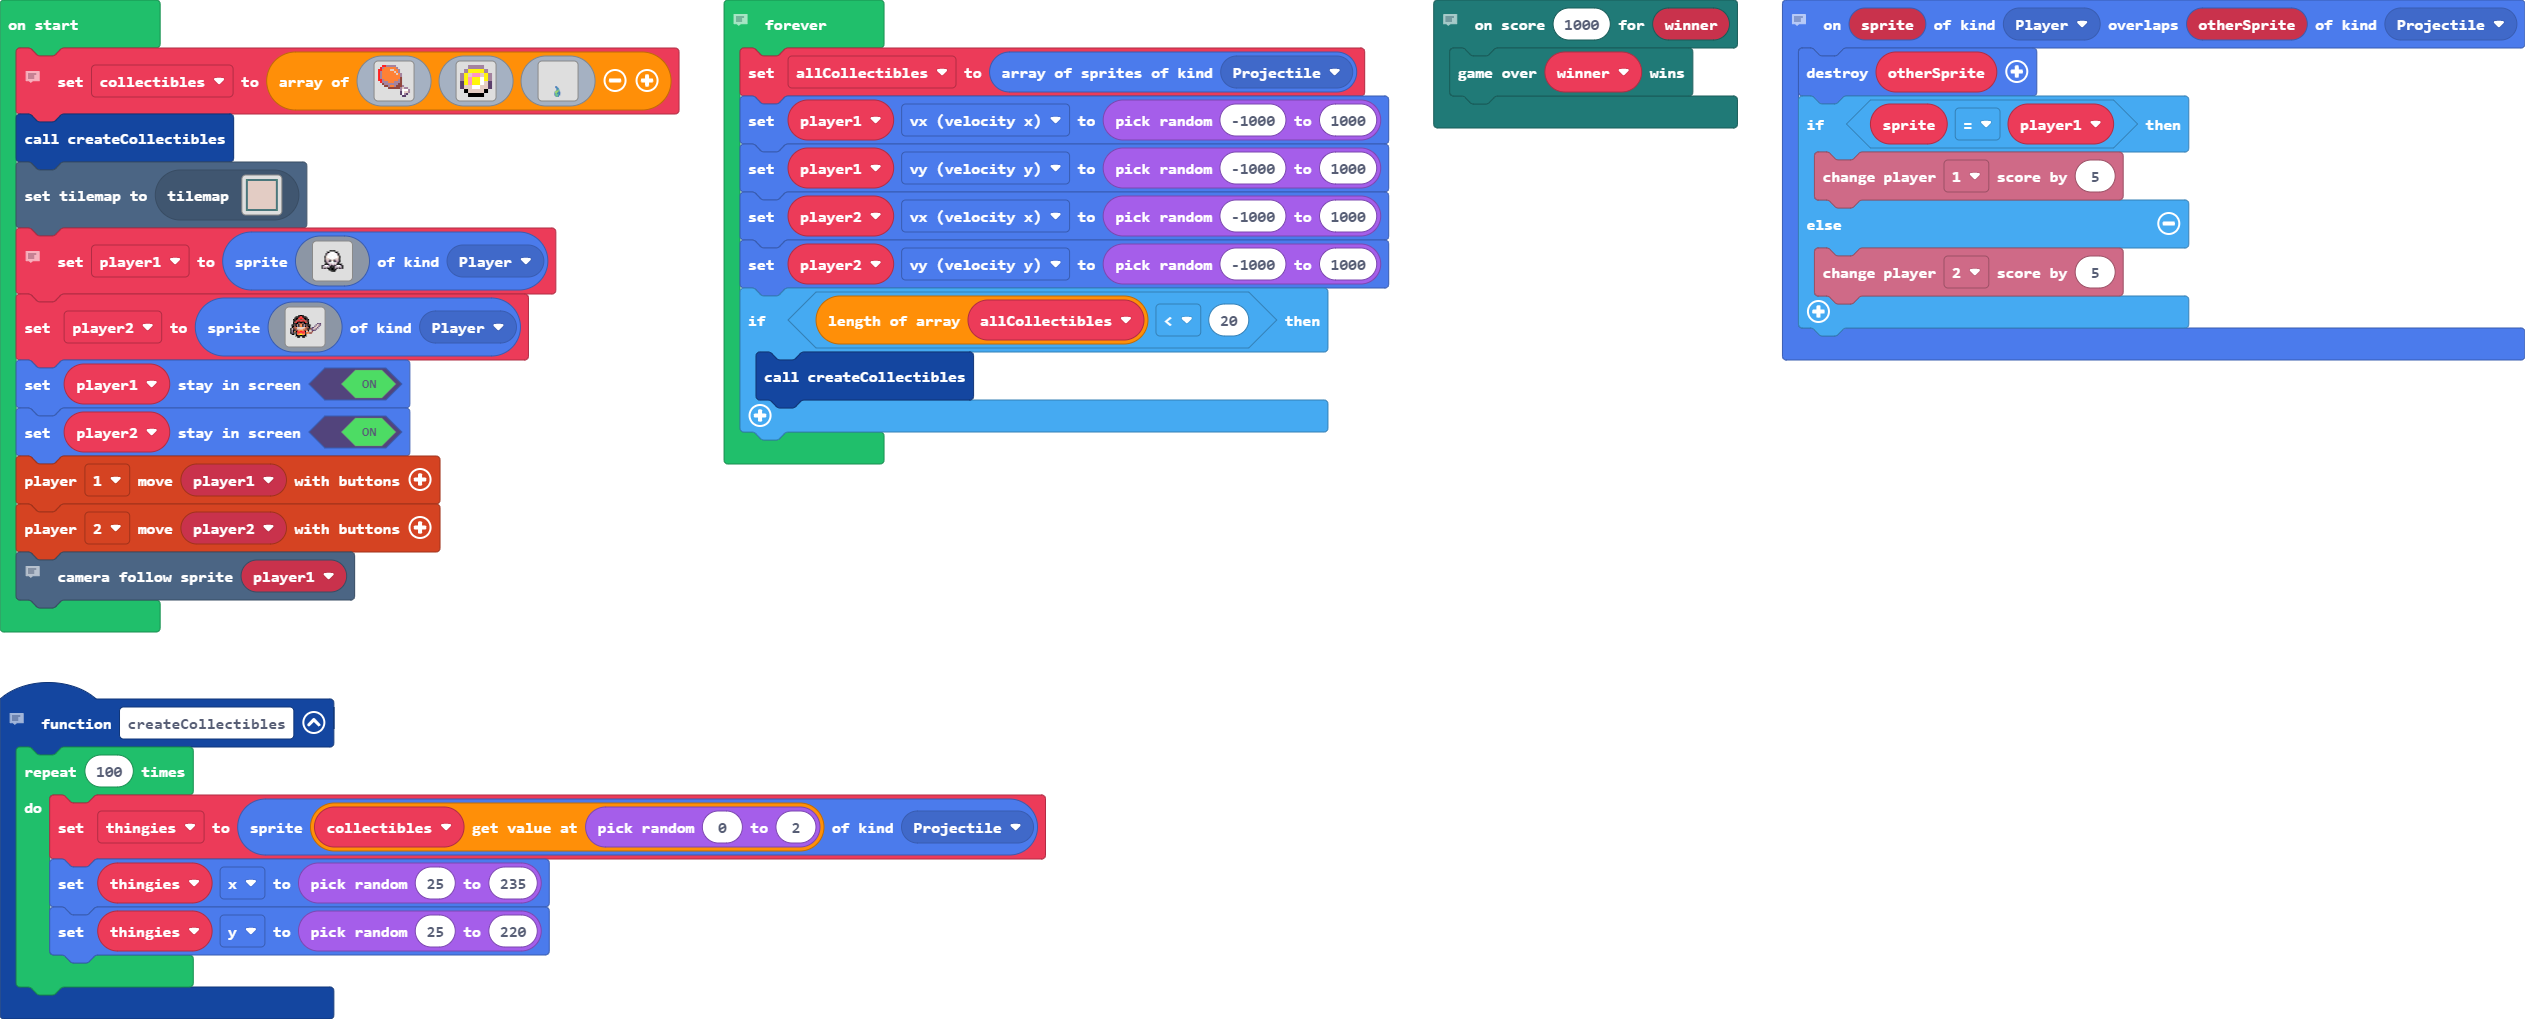 on start
set collectibles to array of
call createCollectibles
set tilemap to tilemap
set player1 to sprite of kind Player
set player2 to sprite of kind Player
set player1 stay in screen ON
set player2 stay in screen ON
player 1 move player1 with buttons
player 2 move player2 with buttons
camera follow sprite player1
forever
set allCollectibles to array of sprites of kind Projectile
set player1 vx (velocity x) to pick random -1000 to 1000
set player1 vy (velocity y) to pick random -1000 to 1000
set player2 vx (velocity x) to pick random -1000 to 1000
set player2 vy (velocity y) to pick random -1000 to 1000
if length of array allCollectibles < 20 then
call createCollectibles
on score 1000 for winner
game over winner wins
on sprite of kind Player overlaps otherSprite of kind Projectile
destroy otherSprite
if sprite = player1 then
change player 1 score by 5
else
change player 2 score by 5
function createCollectibles
repeat 100 times
do
set thingies to sprite collectibles get value at pick random 0 to 2 of kind Projectile
set thingies x to pick random 25 to 235
set thingies y to pick random 25 to 220